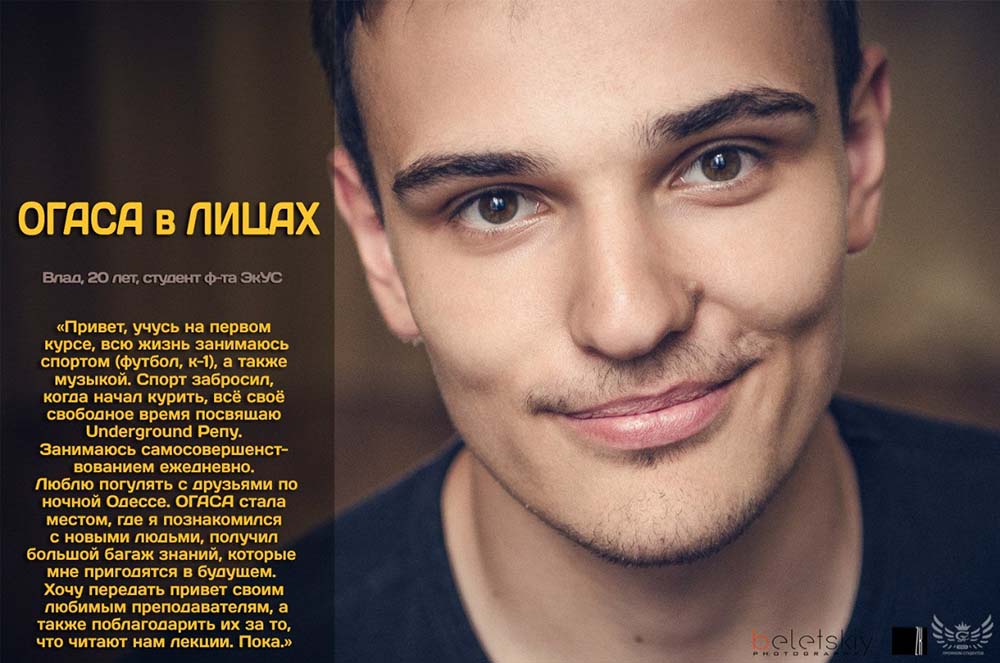 ОГАСА в ЛИЦАХ
Влад, 20 лет, студент ф-та ЭкУС
«Привет, учусь на первом
курсе, всю жизнь занимаюсь
спортом (футбол, к-1), а также
музыкой. Спорт забросил,
когда начал курить, всё своё
свободное время посвящаю
Underground Репу.
Занимаюсь самосовершенст-
вованием ежедневно.
Люблю погулять с друзьями по
ночной Одессе. ОГАСА стала
местом, где я познакомился
с новыми людьми, получил
большой багаж знаний, которые
мне пригодятся в будущем.
Хочу передать привет своим
любимым преподавателям, а
также поблагодарить их за то,
что читают нам лекции. Пока.»
beletskiy
PHOTOGRAPHY
ПРОФКОМ СТУДЕНТОВ